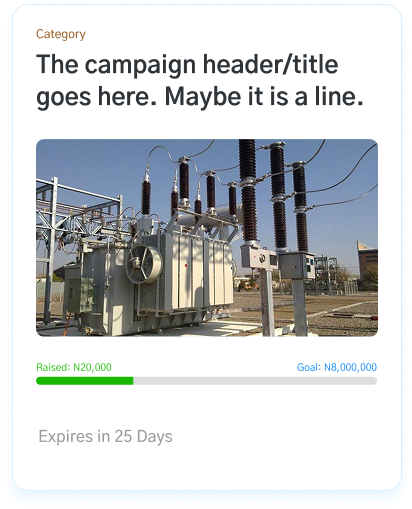 Category
The campaign header/title
goes here. Maybe it is a line.
Raised: N20,000
Goal: N8,000,000
Expires in 25 Days